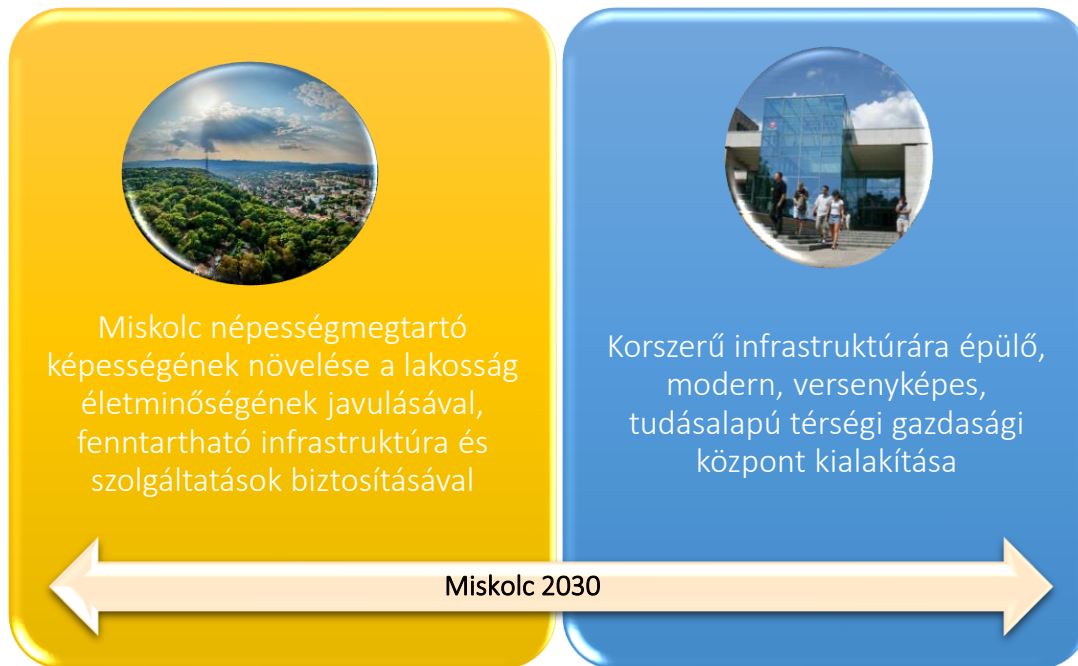 Miskolc népességmegtartó
képességének növelése a lakosság
életminőségének javulásával,
fenntartható infrastruktúra és
szolgáltatások biztosításával
Korszerű infrastruktúrára épülő,
modern, versenyképes,
tudásalapú térségi gazdasági
központ kialakítása
Miskolc 2030